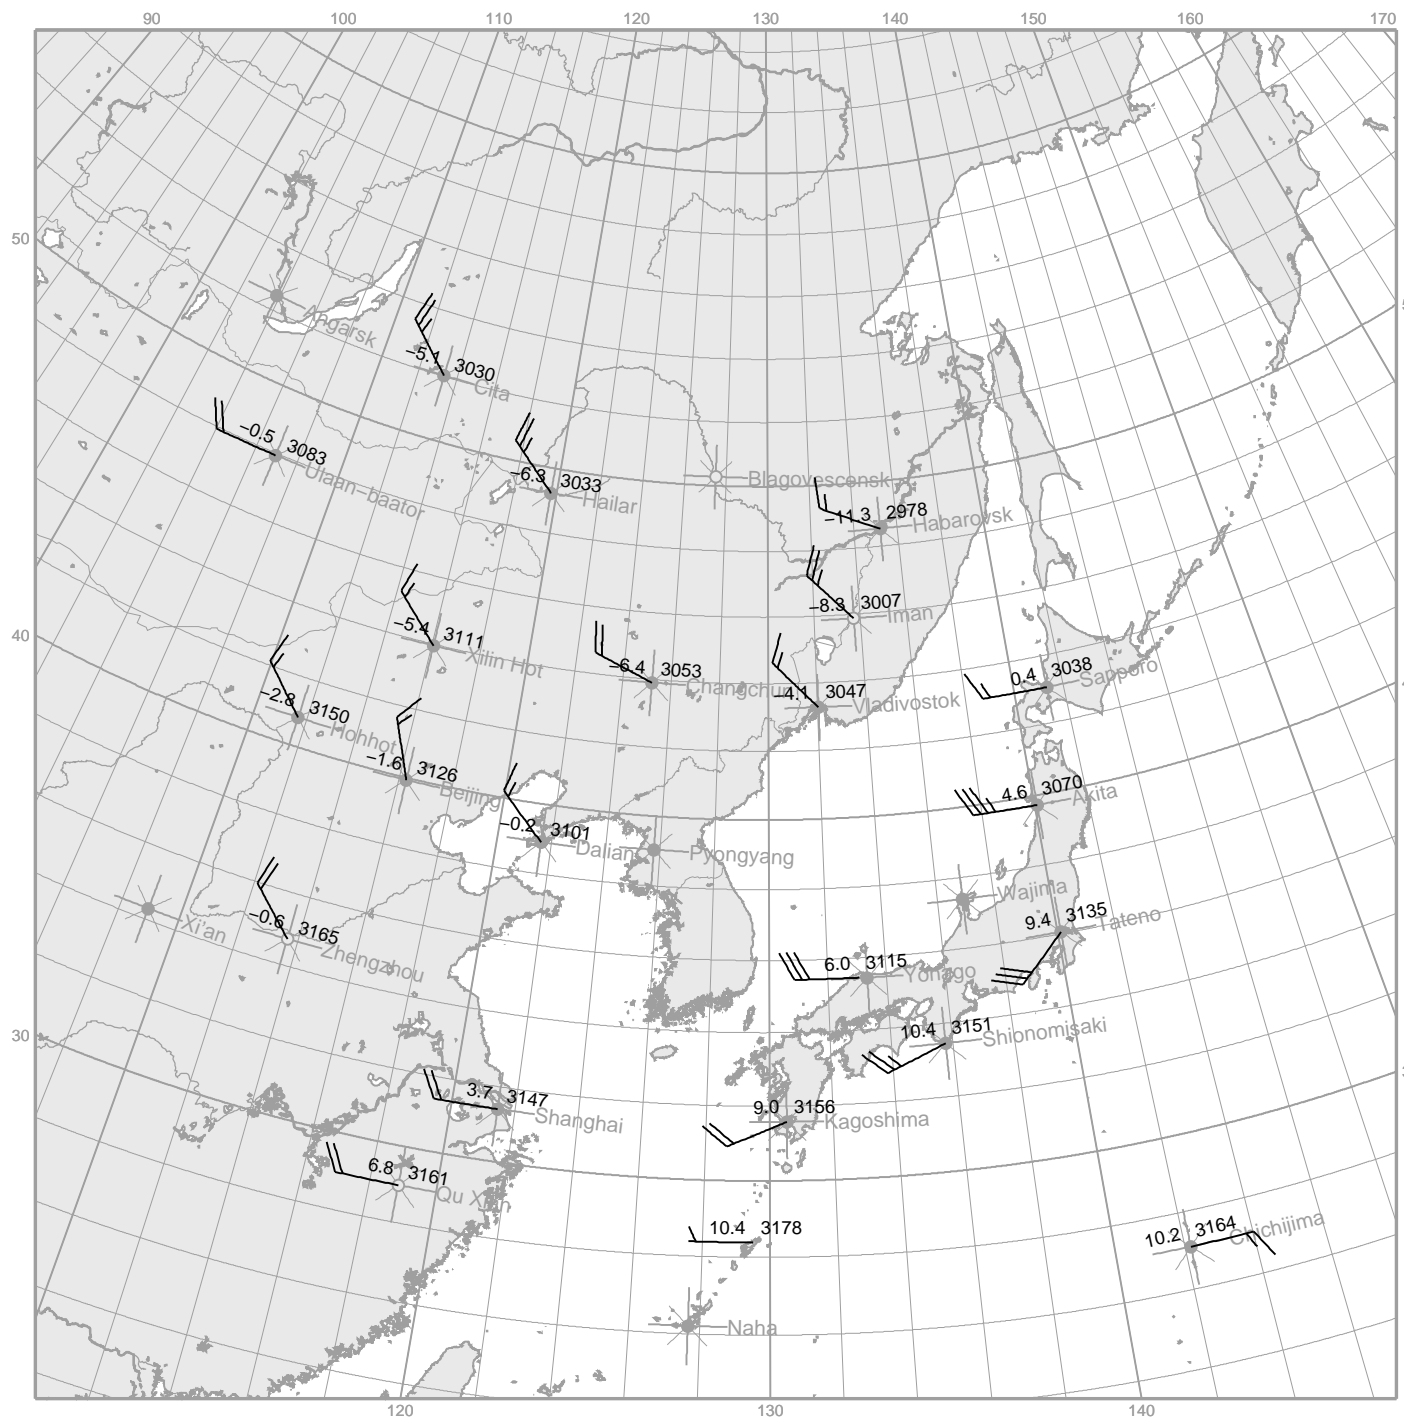 90 100 110 120 130 140 150 160 170
50
Angarsk
−5.1 3030
Cita
−0.5 3083
Ulaan−baator
−6.3 3033
Hailar
Blagovesconsk
−11.3 2978
Habarovsk
−8.3 3007
Iman
−5.4 3111
Xilin Hot
40
−6.4 3053
Changchun
−4.1 3047
Vladivostok
0.4 3038
Sapporo
−2.8 3150
Hohhot
−1.6 3126
Beijing
4.6 3070
Akita
−0.2 3101
Dalian
Pyongyang
Wajima
Xi'an
−0.6 3165
Zhengzhou
9.4 3135
Tateno
6.0 3115
Yonago
30
10.4 3151
Shionomisaki
3.7 3147
Shanghai
9.0 3156
Kagoshima
6.8 3161
Qu Xian
10.4 3178
10.2 3164
Chichijima
Naha
120 130 140